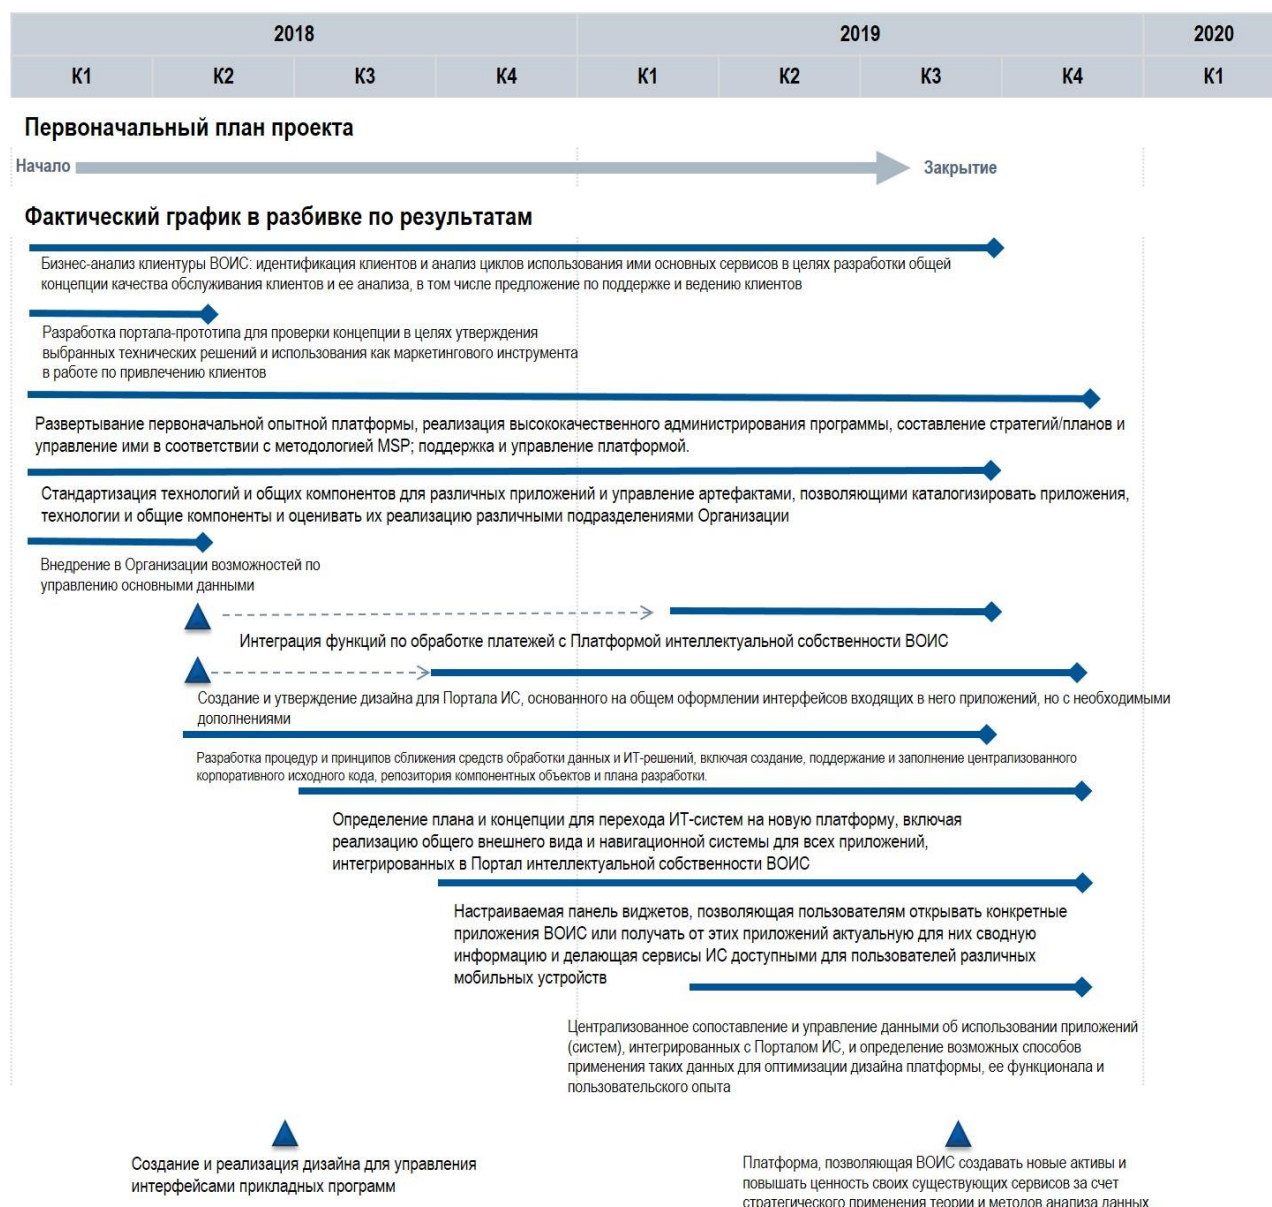 2018 2019 2020
К1 К2 К3 К4 К1 К2 К3 К4 К1
Первоначальный план проекта
Начало Закрытие
Фактический график в разбивке по результатам
Бизнес-анализ клиентуры ВОИС: идентификация клиентов и анализ циклов использования ими основных сервисов в целях разработки общей
концепции качества обслуживания клиентов и ее анализа, в том числе предложение по поддержке и ведению клиентов
Разработка портала-прототипа для проверки концепции в целях утверждения
выбранных технических решений и использования как маркетингового инструмента
в работе по привлечению клиентов
Развертывание первоначальной опытной платформы, реализация высококачественного администрирования программы, составление стратегий/планов и
управление ими в соответствии с методологией MSP; поддержка и управление платформой.
Стандартизация технологий и общих компонентов для различных приложений и управление артефактами, позволяющими каталогизировать приложения,
технологии и общие компоненты и оценивать их реализацию различными подразделениями Организации
Внедрение в Организации возможностей по
управлению основными данными
Интеграция функций по обработке платежей с Платформой интеллектуальной собственности ВОИС
Создание и утверждение дизайна для Портала ИС, основанного на общем оформлении интерфейсов входящих в него приложений, но с необходимыми
дополнениями
Разработка процедур и принципов сближения средств обработки данных и ИТ-решений, включая создание, поддержание и заполнение централизованного
корпоративного исходного кода, репозитория компонентных объектов и плана разработки.
Определение плана и концепции для перехода ИТ-систем на новую платформу, включая
реализацию общего внешнего вида и навигационной системы для всех приложений,
интегрированных в Портал интеллектуальной собственности ВОИС
Настраиваемая панель виджетов, позволяющая пользователям открывать конкретные
приложения ВОИС или получать от этих приложений актуальную для них сводную
информацию и делающая сервисы ИС доступными для пользователей различных
мобильных устройств
Централизованное сопоставление и управление данными об использовании приложений
(систем), интегрированных с Порталом ИС, и определение возможных способов
применения таких данных для оптимизации дизайна платформы, ее функционала и
пользовательского опыта
Создание и реализация дизайна для управления
интерфейсами прикладных программ
Платформа, позволяющая ВОИС создавать новые активы и
повышать ценность своих существующих сервисов за счет
стратегического применения теории и методов анализа данных